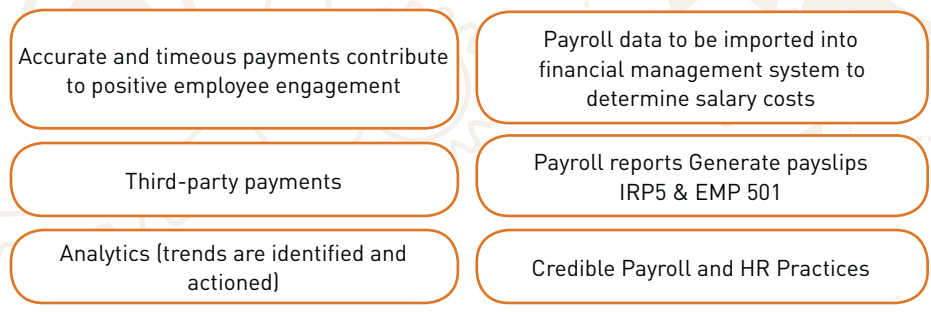 Accurate and timeous payments contribute
to positive employee engagement
Payroll data to be imported into
financial management system to
determine salary costs
Third-party payments
Payroll reports Generate payslips
IRP5 & EMP 501
Analytics (trends are identified and
actioned)
Credible Payroll and HR Practices